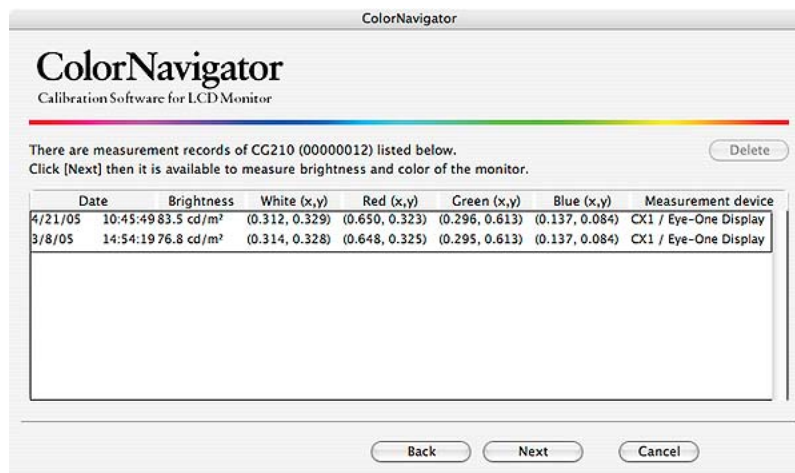 ColorNavigator
ColorNavigator
Calibration Software for LCD Monitor
There are measurement records of CG210 (00000012) listed below.
Delete
Click [Next] then it is available to measure brightness and color of the monitor.
Date Brightness White (x,y) Red (x,y) Green (x,y) Blue (x,y) Measurement device
4/21/05 10:45:49 83.5 cd/m² (0.312, 0.329) (0.650, 0.323) (0.296, 0.613) (0.137, 0.084) CX1 / Eye-One Display
3/8/05 14:54:19 76.8 cd/m² (0.314, 0.328) (0.648, 0.325) (0.295, 0.613) (0.137, 0.084) CX1 / Eye-One Display
Back Next Cancel